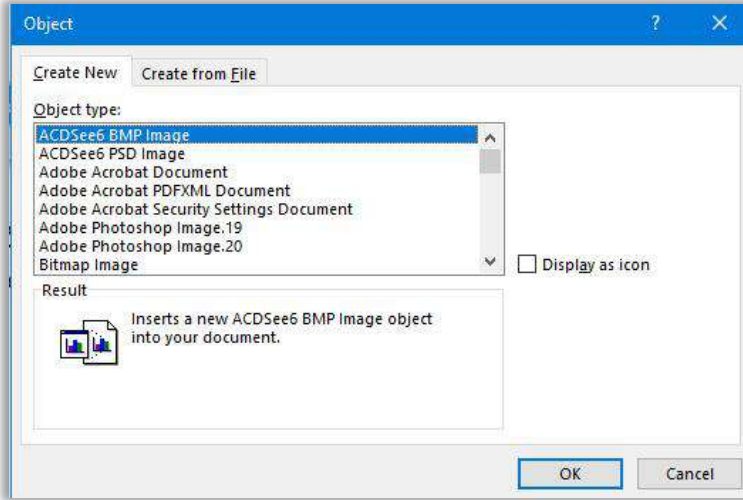 Object
Create New
Create from File
Object type:
ACDSee6 BMP Image
ACDSee6 PSD Image
Adobe Acrobat Document
Adobe Acrobat PDFXML Document
Adobe Acrobat Security Settings Document
Adobe Photoshop Image.19
Adobe Photoshop Image.20
Bitmap Image
Display as icon
Result
Inserts a new ACDSee6 BMP Image object
into your document.
OK
Cancel